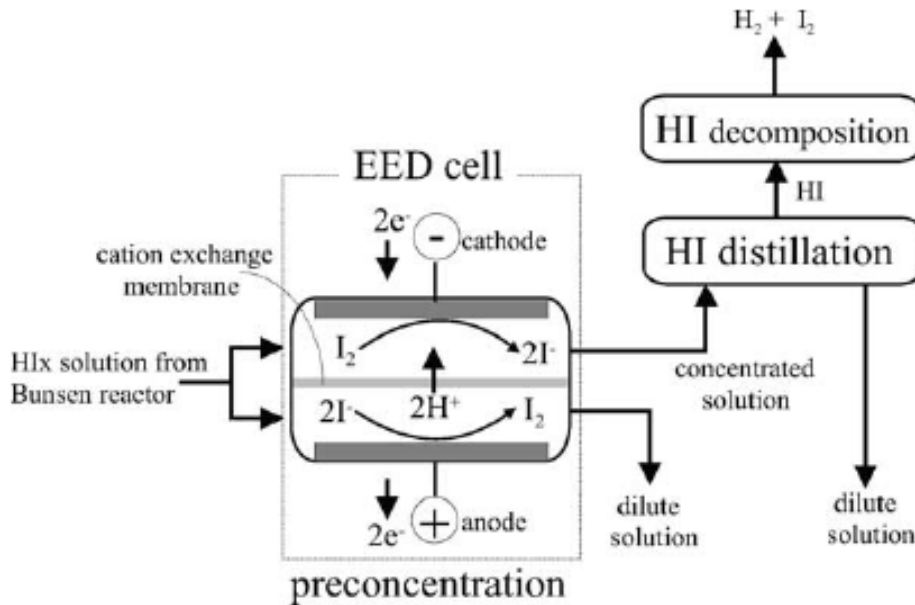 H₂ + I₂
HI decomposition
HI
HI distillation
EED cell
2e⁻
-
cathode
cation exchange
membrane
HIx solution from
Bunsen reactor
I₂
2I⁻
2I⁻
2H⁺
I₂
concentrated
solution
2e⁻
+
anode
dilute
solution
dilute
solution
preconcentration